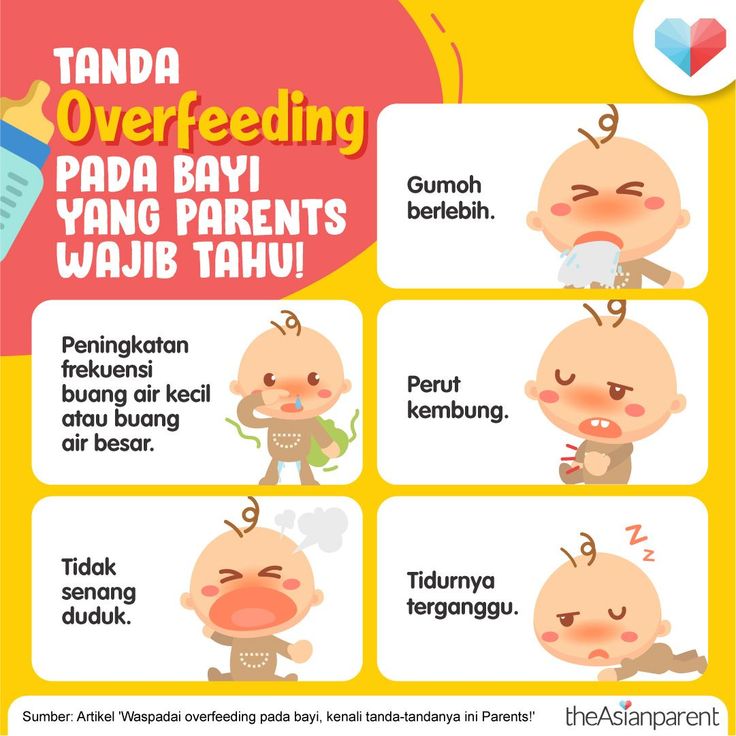 TANDA
Overfeeding
PADA BAYI
YANG PARENTS
WAJIB TAHU!
Gumoh
berlebih.
Peningkatan
frekuensi
buang air kecil
atau buang
air besar.
Perut
kembung.
Tidak
senang
duduk.
Tidurnya
terganggu.
z
z
z
Sumber: Artikel 'Waspadai overfeeding pada bayi, kenali tanda-tandanya ini Parents!'
theAsianparent